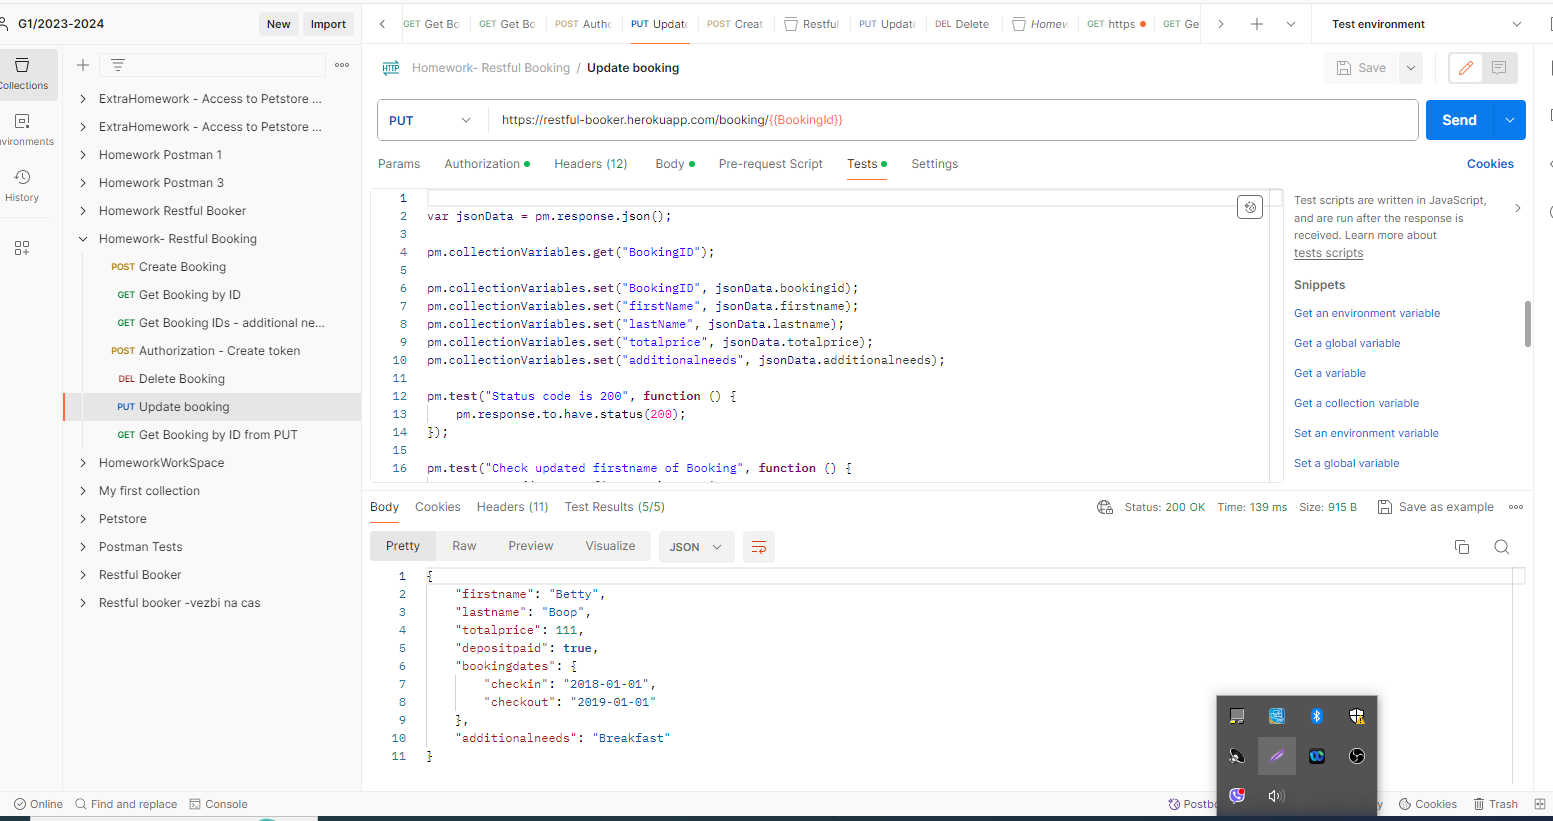 G1/2023-2024
New
Import
GET Get Bo
GET Get Bo
POST Autho
PUT Updat
POST Creat
Restful
PUT Updat
DEL Delete
Homew
GET https
GET Ge
Test environment
Collections
History
ExtraHomework - Access to Petstore ...
ExtraHomework - Access to Petstore ...
Homework Postman 1
Homework Postman 3
Homework Restful Booker
Homework- Restful Booking
POST Create Booking
GET Get Booking by ID
GET Get Booking IDs - additional ne...
POST Authorization - Create token
DEL Delete Booking
PUT Update booking
GET Get Booking by ID from PUT
HomeworkWorkSpace
My first collection
Petstore
Postman Tests
Restful Booker
Restful booker -vezbi na cas
HTTP Homework- Restful Booking / Update booking
Save
PUT
https://restful-booker.herokuapp.com/booking/{{BookingId}}
Send
Params
Authorization
Headers (12)
Body
Pre-request Script
Tests
Settings
Cookies
1
2 var jsonData = pm.response.json();
3
4 pm.collectionVariables.get("BookingID");
5
6 pm.collectionVariables.set("BookingID", jsonData.bookingid);
7 pm.collectionVariables.set("firstName", jsonData.firstname);
8 pm.collectionVariables.set("lastName", jsonData.lastname);
9 pm.collectionVariables.set("totalprice", jsonData.totalprice);
10 pm.collectionVariables.set("additionalneeds", jsonData.additionalneeds);
11
12 pm.test("Status code is 200", function () {
13 pm.response.to.have.status(200);
14 });
15
16 pm.test("Check updated firstname of Booking", function () {
Test scripts are written in JavaScript,
and are run after the response is
received. Learn more about
tests scripts
Snippets
Get an environment variable
Get a global variable
Get a variable
Get a collection variable
Set an environment variable
Set a global variable
Body
Cookies
Headers (11)
Test Results (5/5)
Status: 200 OK
Time: 139 ms
Size: 915 B
Save as example
Pretty
Raw
Preview
Visualize
JSON
1 {
2 "firstname": "Betty",
3 "lastname": "Boop",
4 "totalprice": 111,
5 "depositpaid": true,
6 "bookingdates": {
7 "checkin": "2018-01-01",
8 "checkout": "2019-01-01"
9 },
10 "additionalneeds": "Breakfast"
11 }
Online
Find and replace
Console
Postbo
Cookies
Trash